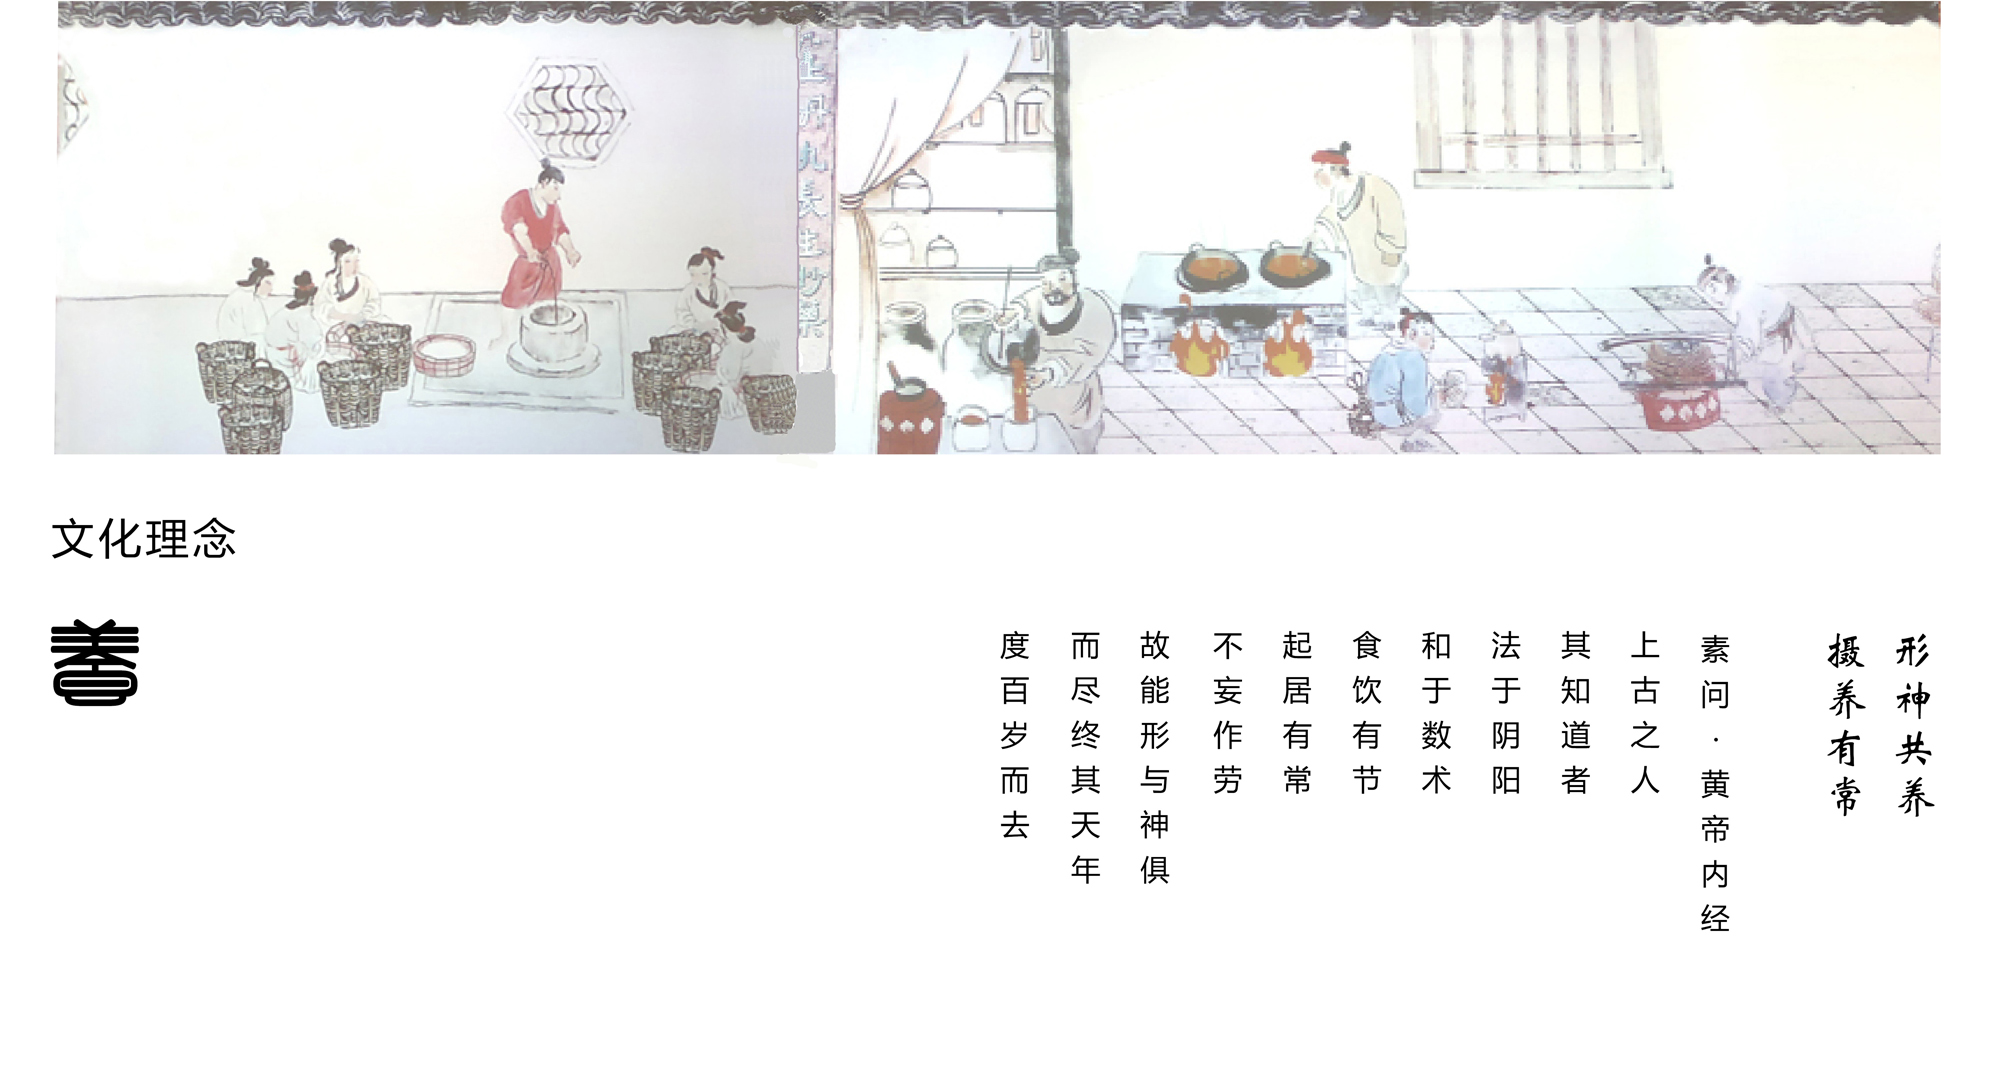 文化理念
形神共养
摄养有常
素问·黄帝内经
上古之人
其知道者
法于阴阳
和于数术
食饮有节
起居有常
不妄作劳
故能形与神俱
而尽终其天年
度百岁而去